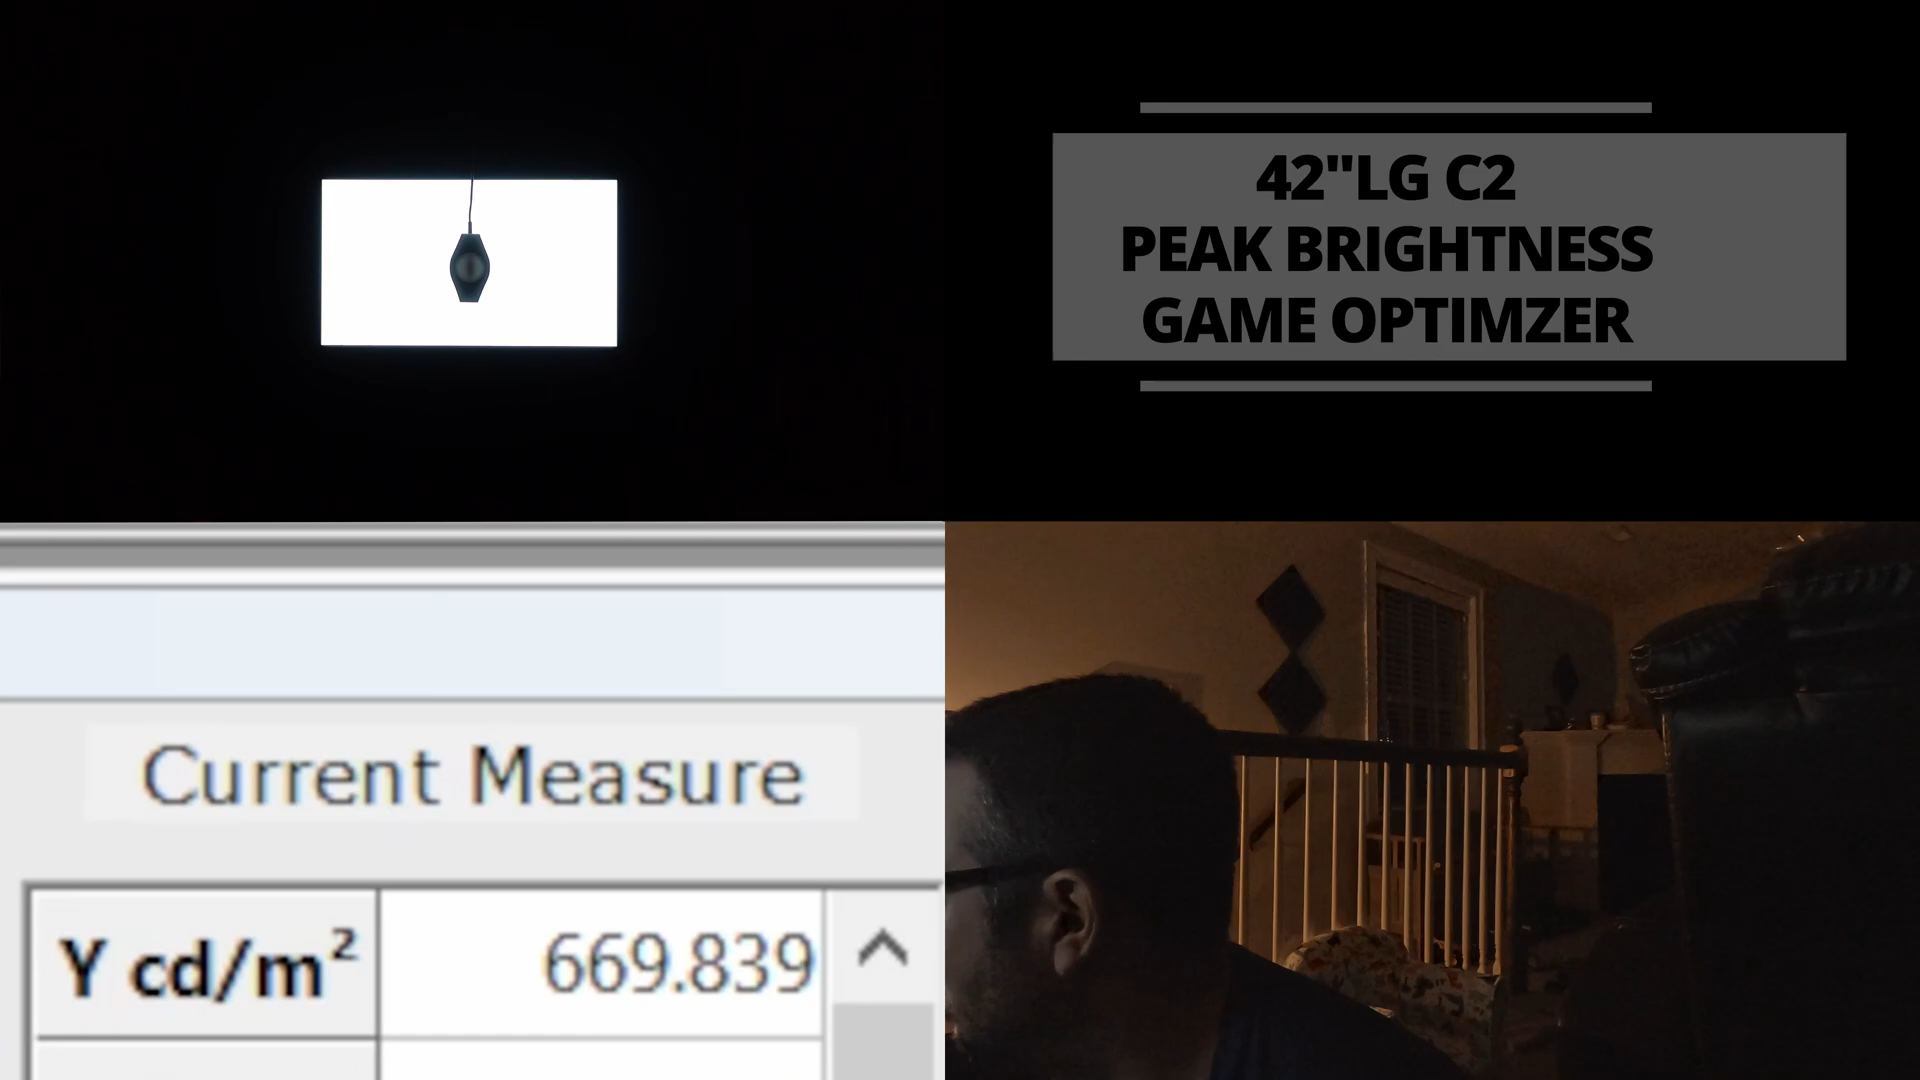 42"LG C2
PEAK BRIGHTNESS
GAME OPTIMZER
Current Measure
Y cd/m² 669.839